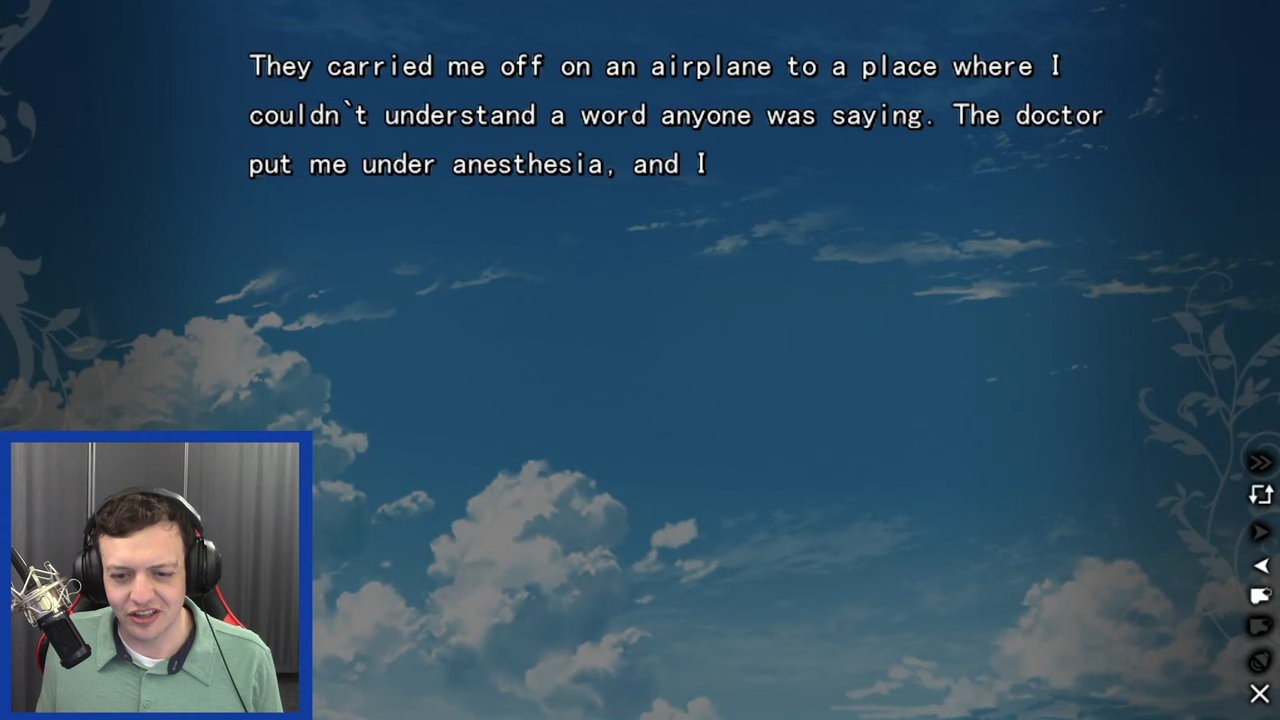 They carried me off on an airplane to a place where I
couldn`t understand a word anyone was saying. The doctor
put me under anesthesia, and I